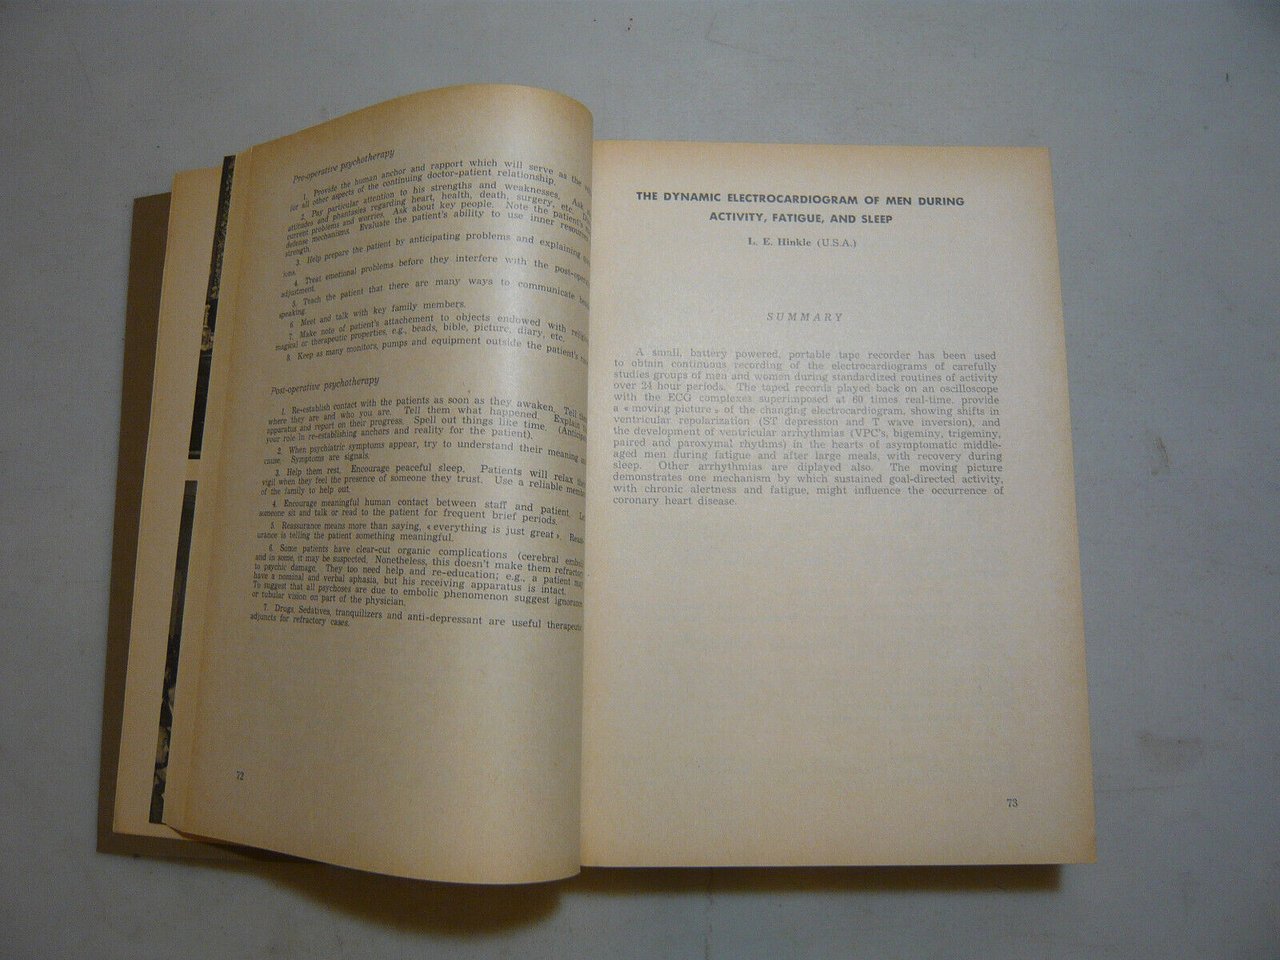 Pre-operative psychotherapy
1. Provide the human anchor and rapport which will serve as the
for all other aspects of the continuing doctor-patient relationship.
2. Pay particular attention to his strengths and weaknesses. Ask
attitudes and phantasies regarding heart, health, death, surgery, etc.
current problems and worries. Ask about key people. Note the patient's
defense mechanisms. Evaluate the patient's ability to use inner resources
strength.
3. Help prepare the patient by anticipating problems and explaining
ions.
4. Treat emotional problems before they interfere with the post-opera
adjustment.
5. Teach the patient that there are many ways to communicate
speaking.
6. Meet and talk with key family members.
7. Make note of patient's attachement to objects endowed with
magical or therapeutic properties, e.g., beads, bible, picture, diary, etc.
8. Keep as many monitors, pumps and equipment outside the patient's
Post-operative psychotherapy
1. Re-establish contact with the patients as soon as they awaken. Tell
where they are and who you are. Tell them what happened. Explain
apparatus and report on their progress. Spell out things like time. (Anticipa
your role in re-establishing anchors and reality for the patient).
2. When psychiatric symptoms appear, try to understand their meaning
cause. Symptoms are signals.
3. Help them rest. Encourage peaceful sleep. Patients will relax their
vigil when they feel the presence of someone they trust. Use a reliable member
of the family to help out.
4. Encourage meaningful human contact between staff and patient.
someone sit and talk or read to the patient for frequent brief periods.
5. Reassurance means more than saying, « everything is just great ». Reas-
urance is telling the patient something meaningful.
6. Some patients have clear-cut organic complications (cerebral
and in some, it may be suspected. Nonetheless, this doesn't make them refractory
to psychic damage. They too need help and re-education; e.g., a patient may
have a nominal and verbal aphasia, but his receiving apparatus is intact.
To suggest that all psychoses are due to embolic phenomenon suggest ignorance
or tubular vision on part of the physician.
7. Drugs. Sedatives, tranquilizers and anti-depressant are useful therapeutic
adjuncts for refractory cases.
72
THE DYNAMIC ELECTROCARDIOGRAM OF MEN DURING
ACTIVITY, FATIGUE, AND SLEEP
L. E. Hinkle (U.S.A.)
SUMMARY
A small, battery powered, portable tape recorder has been used
to obtain continuous recording of the electrocardiograms of carefully
studies groups of men and women during standardized routines of activity
over 24 hour periods. The taped records played back on an oscilloscope
with the ECG complexes superimposed at 60 times real-time, provide
a « moving picture » of the changing electrocardiogram, showing shifts in
ventricular repolarization (ST depression and T wave inversion), and
the development of ventricular arrhythmias (VPC's, bigeminy, trigeminy,
paired and paroxymal rhythms) in the hearts of asymptomatic middle-
aged men during fatigue and after large meals, with recovery during
sleep. Other arrhythmias are diplayed also. The moving picture
demonstrates one mechanism by which sustained goal-directed activity,
with chronic alertness and fatigue, might influence the occurrence of
coronary heart disease.
73